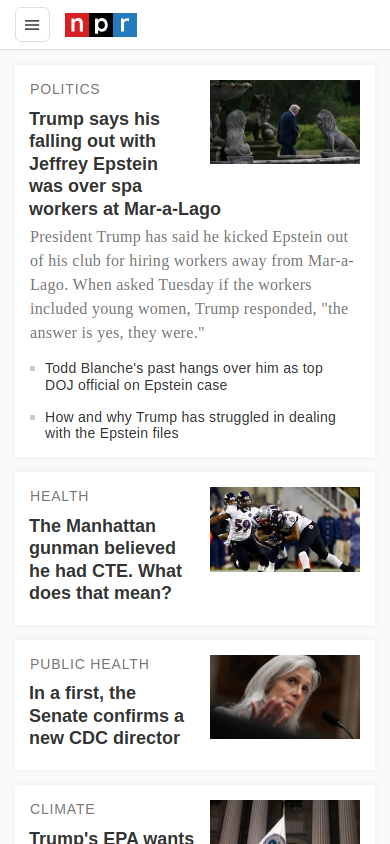 npr
POLITICS
Trump says his
falling out with
Jeffrey Epstein
was over spa
workers at Mar-a-Lago
President Trump has said he kicked Epstein out
of his club for hiring workers away from Mar-a-
Lago. When asked Tuesday if the workers
included young women, Trump responded, "the
answer is yes, they were."
Todd Blanche's past hangs over him as top
DOJ official on Epstein case
How and why Trump has struggled in dealing
with the Epstein files
HEALTH
The Manhattan
gunman believed
he had CTE. What
does that mean?
59
PUBLIC HEALTH
In a first, the
Senate confirms a
new CDC director
CLIMATE
Trump's EPA wants